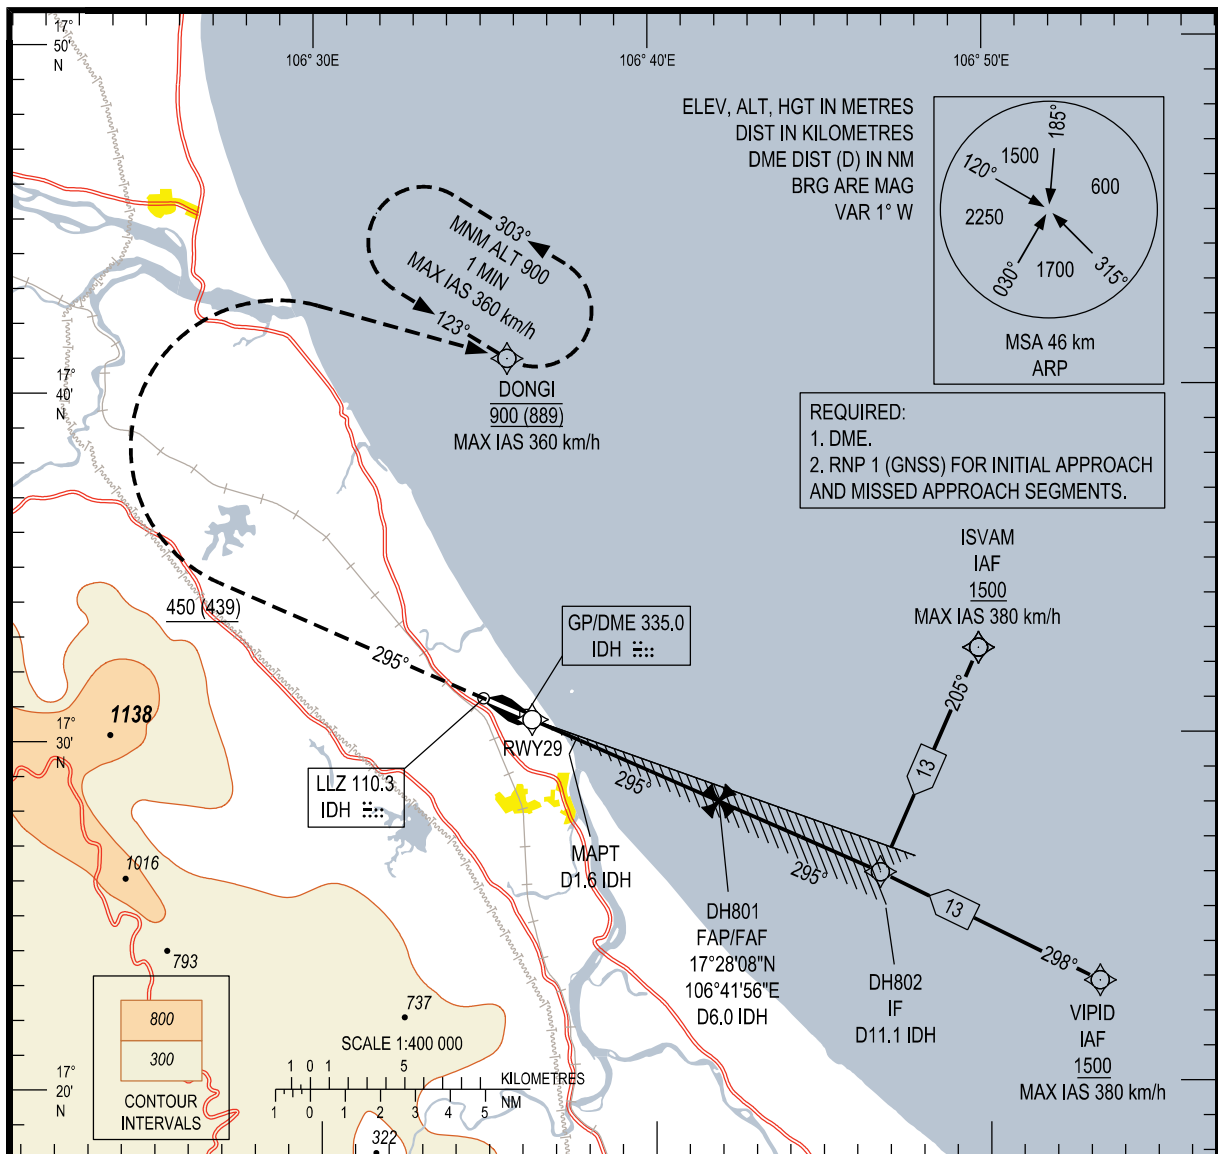 17°
50'
N
106° 30E
106° 40'E
106° 50'E
ELEV, ALT, HGT IN METRES
DIST IN KILOMETRES
DME DIST (D) IN NM
BRG ARE MAG
VAR 1° W
185°
120°
1500
600
2250
030°
1700
315°
MSA 46 km
ARP
303°
MNM ALT 900
1 MIN
MAX IAS 360 km/h
123°
DONGI
900 (889)
MAX IAS 360 km/h
17°
40'
N
REQUIRED:
1. DME.
2. RNP 1 (GNSS) FOR INITIAL APPROACH
AND MISSED APPROACH SEGMENTS.
ISVAM
IAF
1500
MAX IAS 380 km/h
205°
13
450 (439)
295°
GP/DME 335.0
IDH
RWY29
LLZ 110.3
IDH
1138
17°
30'
N
295°
MAPT
D1.6 IDH
295°
1016
DH801
FAP/FAF
17°28'08"N
106°41'56"E
D6.0 IDH
13
298°
DH802
IF
D11.1 IDH
VIPID
IAF
1500
MAX IAS 380 km/h
793
737
800
300
CONTOUR
INTERVALS
SCALE 1:400 000
1 0 1 5
KILOMETRES
NM
1 0 1 2 3 4 5
322
17°
20'
N